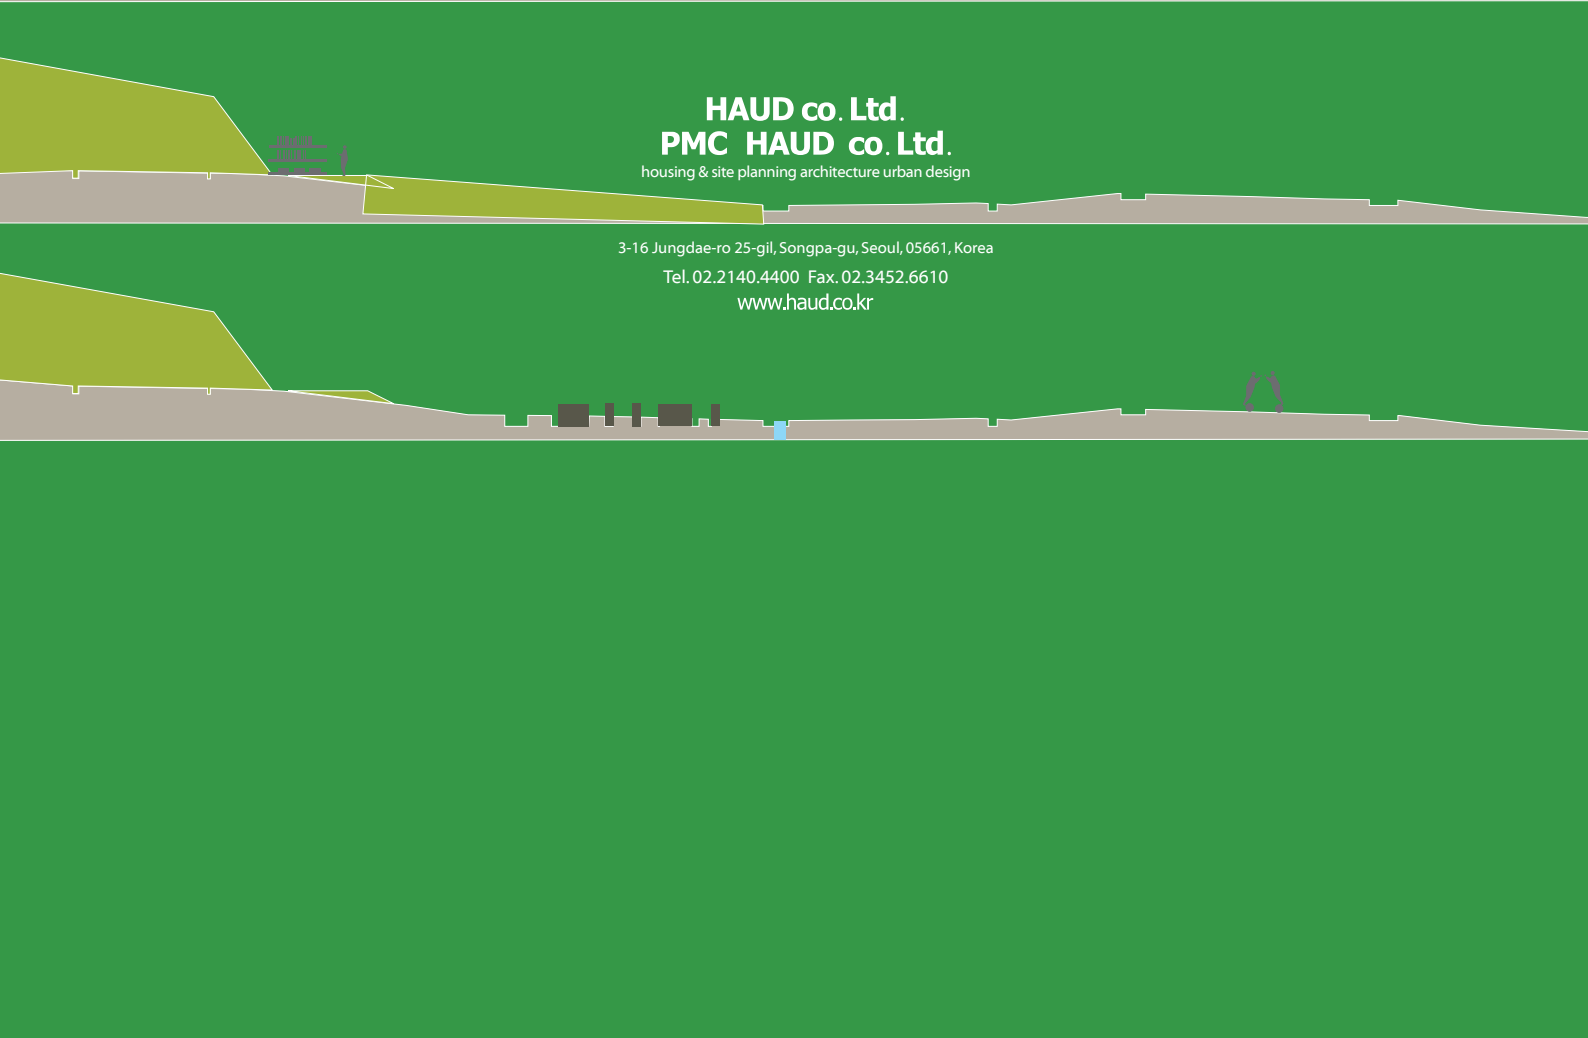 HAUD co. Ltd.
PMC HAUD co. Ltd.
housing & site planning architecture urban design
3-16 Jungdae-ro 25-gil, Songpa-gu, Seoul, 05661, Korea
Tel. 02.2140.4400 Fax. 02.3452.6610
www.haud.co.kr